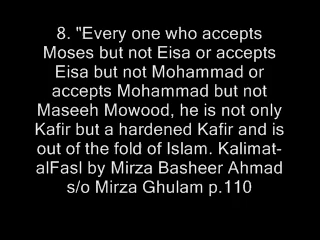 8. "Every one who accepts
Moses but not Eisa or accepts
Eisa but not Mohammad or
accepts Mohammad but not
Maseeh Mowood, he is not only
Kafir but a hardened Kafir and is
out of the fold of Islam. Kalimat-
alFasl by Mirza Basheer Ahmad
s/o Mirza Ghulam p.110